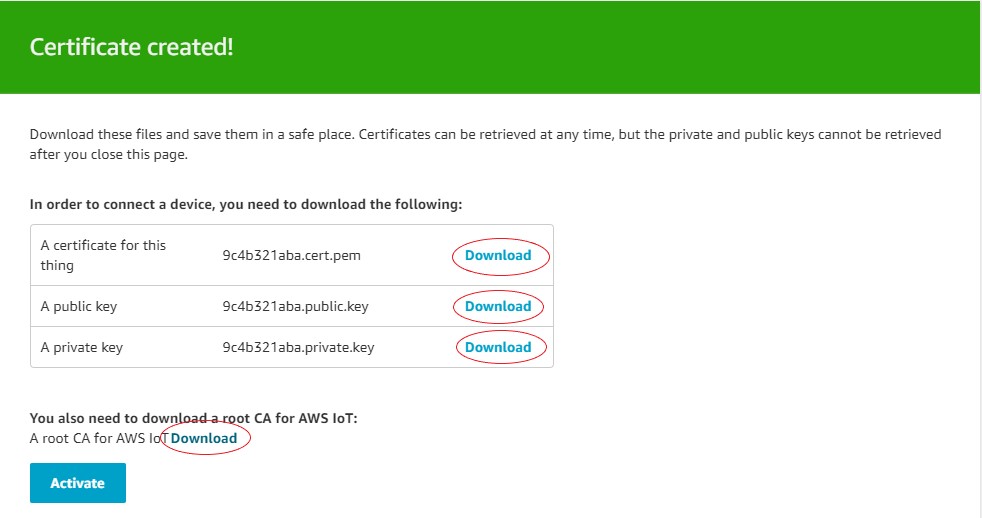 Certificate created!
Download these files and save them in a safe place. Certificates can be retrieved at any time, but the private and public keys cannot be retrieved
after you close this page.
In order to connect a device, you need to download the following:
A certificate for this
thing
9c4b321aba.cert.pem
Download
A public key
9c4b321aba.public.key
Download
A private key
9c4b321aba.private.key
Download
You also need to download a root CA for AWS IoT:
A root CA for AWS IoT Download
Activate